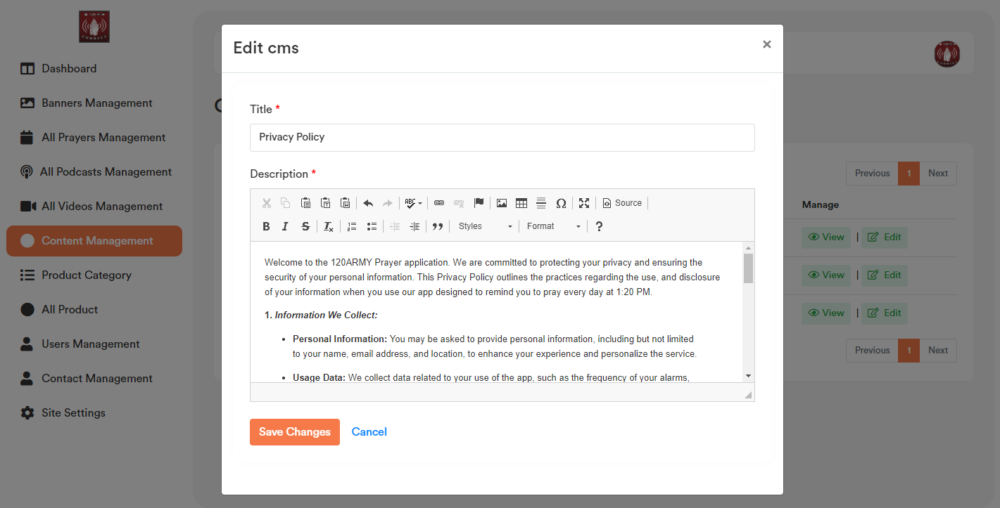 CONNECT
Dashboard
Banners Management
All Prayers Management
All Podcasts Management
All Videos Management
Content Management
Product Category
All Product
Users Management
Contact Management
Site Settings
Edit cms
×
Title *
Privacy Policy
Description *
ABC
Source
B I S Tx
Styles
Format
?
Welcome to the 120ARMY Prayer application. We are committed to protecting your privacy and ensuring the
security of your personal information. This Privacy Policy outlines the practices regarding the use, and disclosure
of your information when you use our app designed to remind you to pray every day at 1:20 PM.
1. Information We Collect:
• Personal Information: You may be asked to provide personal information, including but not limited
to your name, email address, and location, to enhance your experience and personalize the service.
• Usage Data: We collect data related to your use of the app, such as the frequency of your alarms,
Save Changes
Cancel
Previous 1 Next
Manage
View | Edit
View | Edit
View | Edit
Previous 1 Next